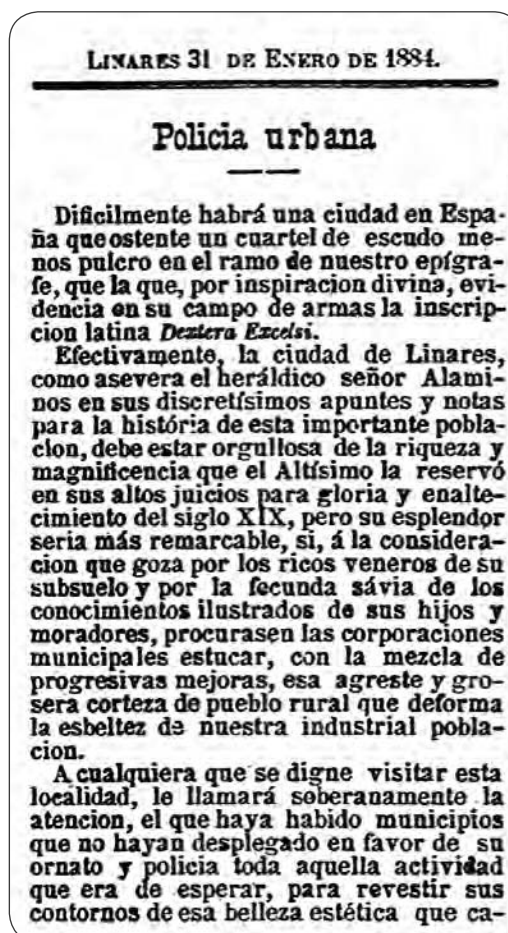 LINARES 31 DE ENERO DE 1884.
Policia urbana
Dificilmente habrá una ciudad en Espa-
ña que ostente un cuartel de escudo me-
nos pulcro en el ramo de nuestro epígra-
fe, que la que, por inspiracion divina, evi-
dencia en su campo de armas la inscrip-
cion latina Dextera Excelsi.
Efectivamente, la ciudad de Linares,
como asevera el heráldico señor Alami-
nos en sus discretísimos apuntes y notas
para la história de esta importante pobla-
cion, debe estar orgullosa de la riqueza y
magnificencia que el Altísimo la reservó
en sus altos juicios para gloria y enalte-
cimiento del siglo XIX, pero su esplendor
seria más remarcable, si, á la considera-
cion que goza por los ricos veneros de su
subsuelo y por la fecunda sávia de los
conocimientos ilustrados de sus hijos y
moradores, procurasen las corporaciones
municipales estucar, con la mezcla de
progresivas mejoras, esa agreste y gro-
sera corteza de pueblo rural que deforma
la esbeltez de nuestra industrial pobla-
cion.
A cualquiera que se digne visitar esta
localidad, le llamará soberanamente la
atencion, el que haya habido municipios
que no hayan desplegado en favor de su
ornato y policia toda aquella actividad
que era de esperar, para revestir sus
contornos de esa belleza estética que ca-